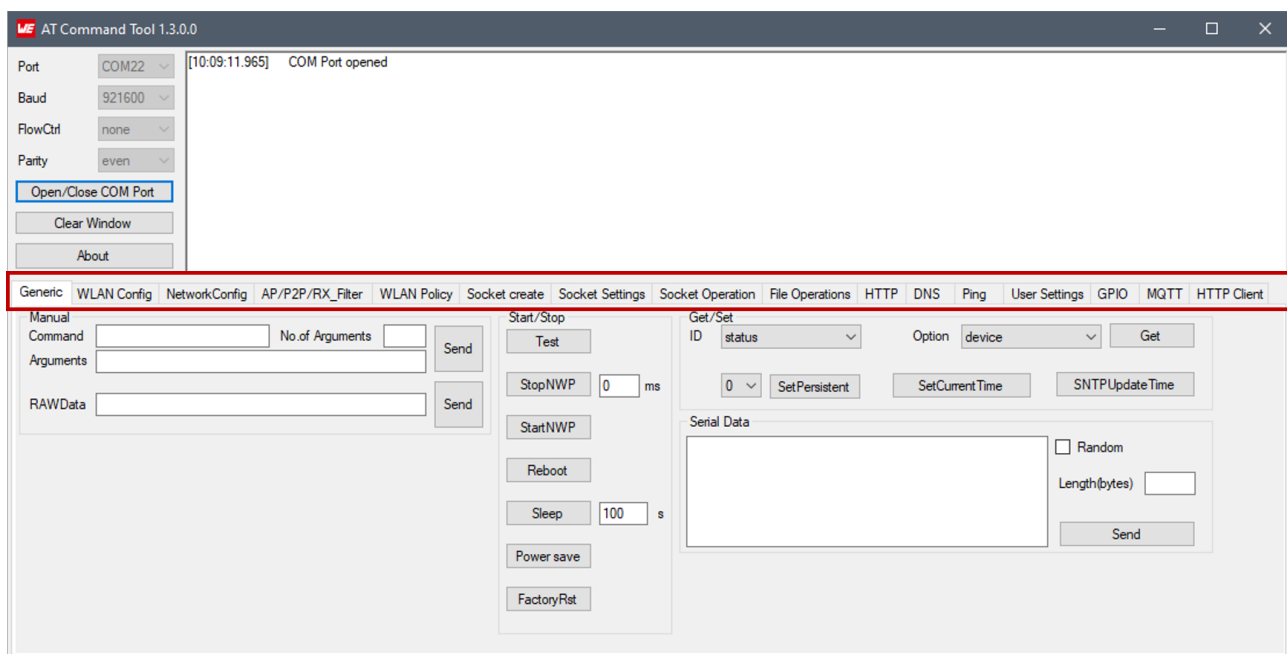 WE AT Command Tool 1.3.0.0
Port COM22
Baud 921600
FlowCtrl none
Parity even
Open/Close COM Port
Clear Window
About
[10:09:11.965] COM Port opened
Generic WLAN Config NetworkConfig AP/P2P/RX_Filter WLAN Policy Socket create Socket Settings Socket Operation File Operations HTTP DNS Ping User Settings GPIO MQTT HTTP Client
Manual
Command No.of Arguments
Send
Arguments
RAWData Send
Start/Stop
Test
StopNWP 0 ms
StartNWP
Reboot
Sleep 100 s
Power save
FactoryRst
Get/Set
ID status Option device Get
0 SetPersistent SetCurrentTime SNTPUpdateTime
Serial Data
Random
Length(bytes)
Send